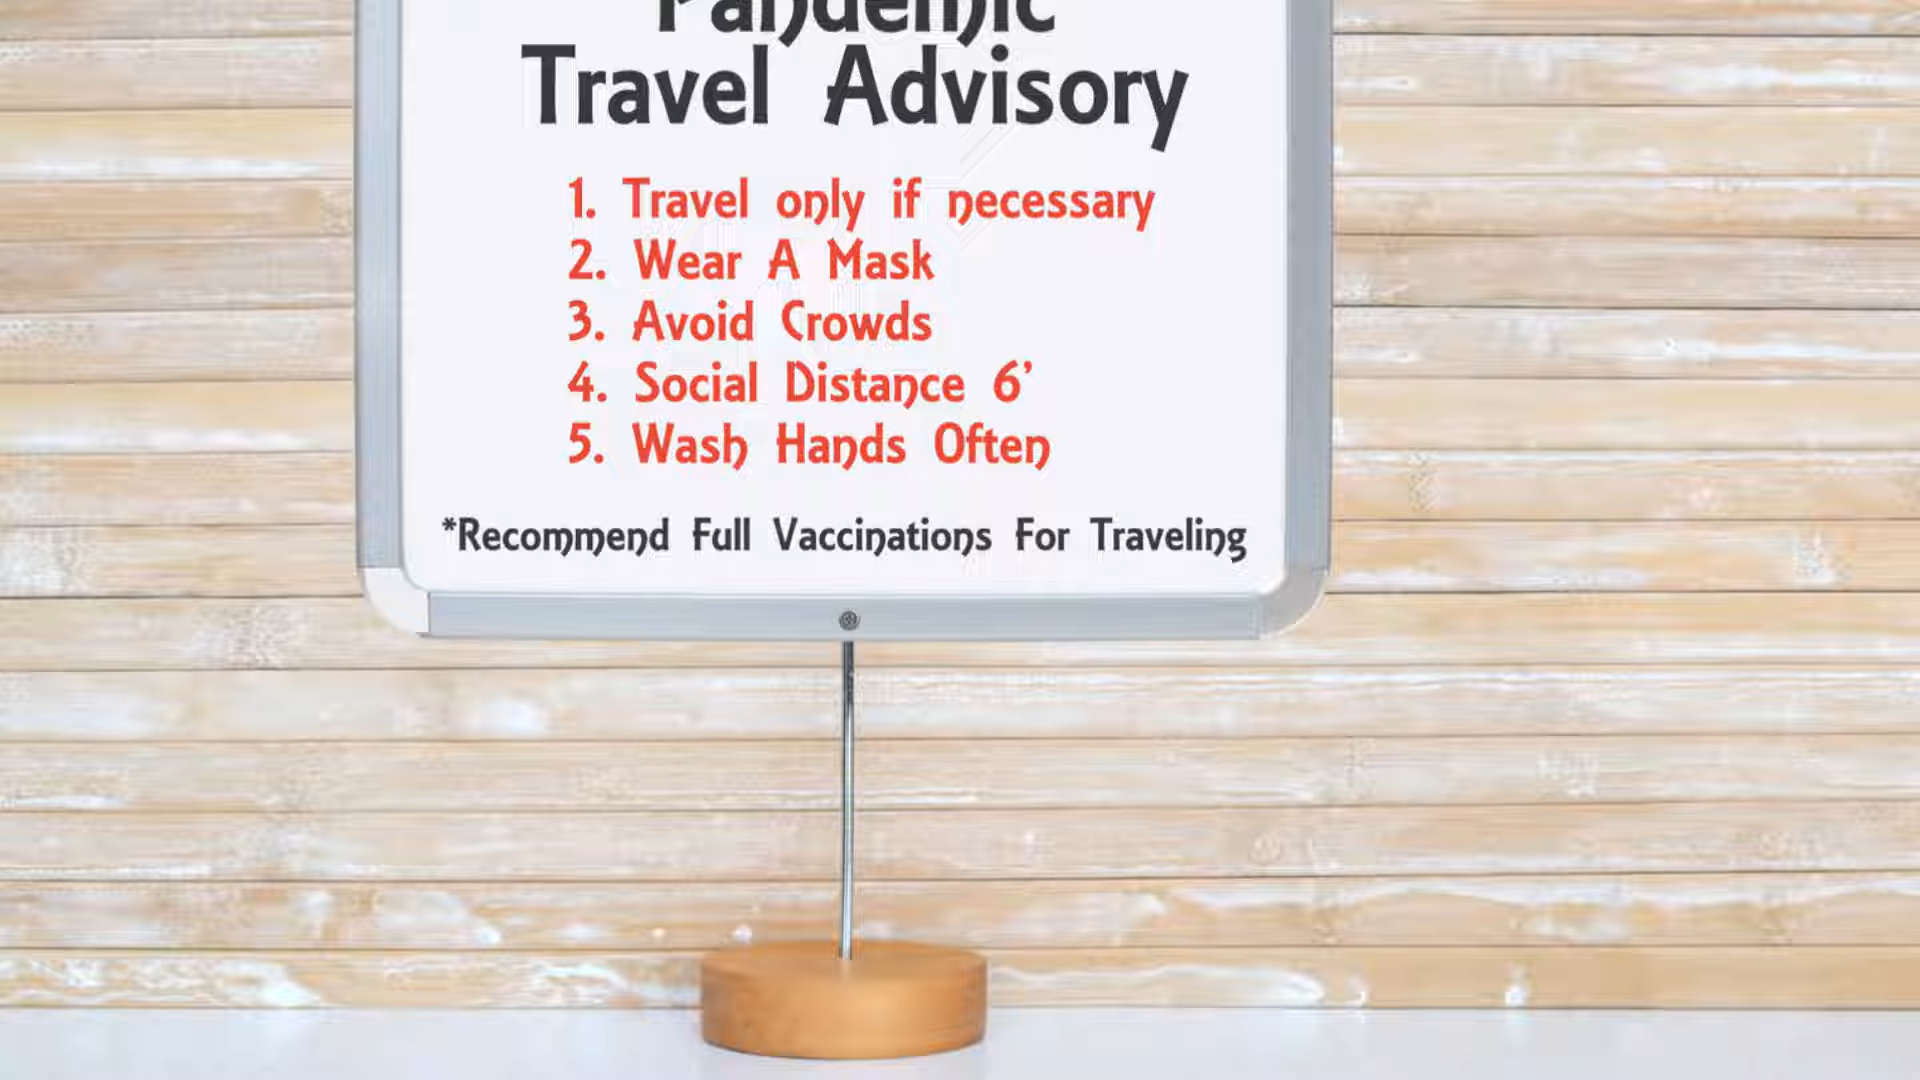 Pandemic
Travel Advisory
1. Travel only if necessary
2. Wear A Mask
3. Avoid Crowds
4. Social Distance 6'
5. Wash Hands Often
*Recommend Full Vaccinations For Traveling